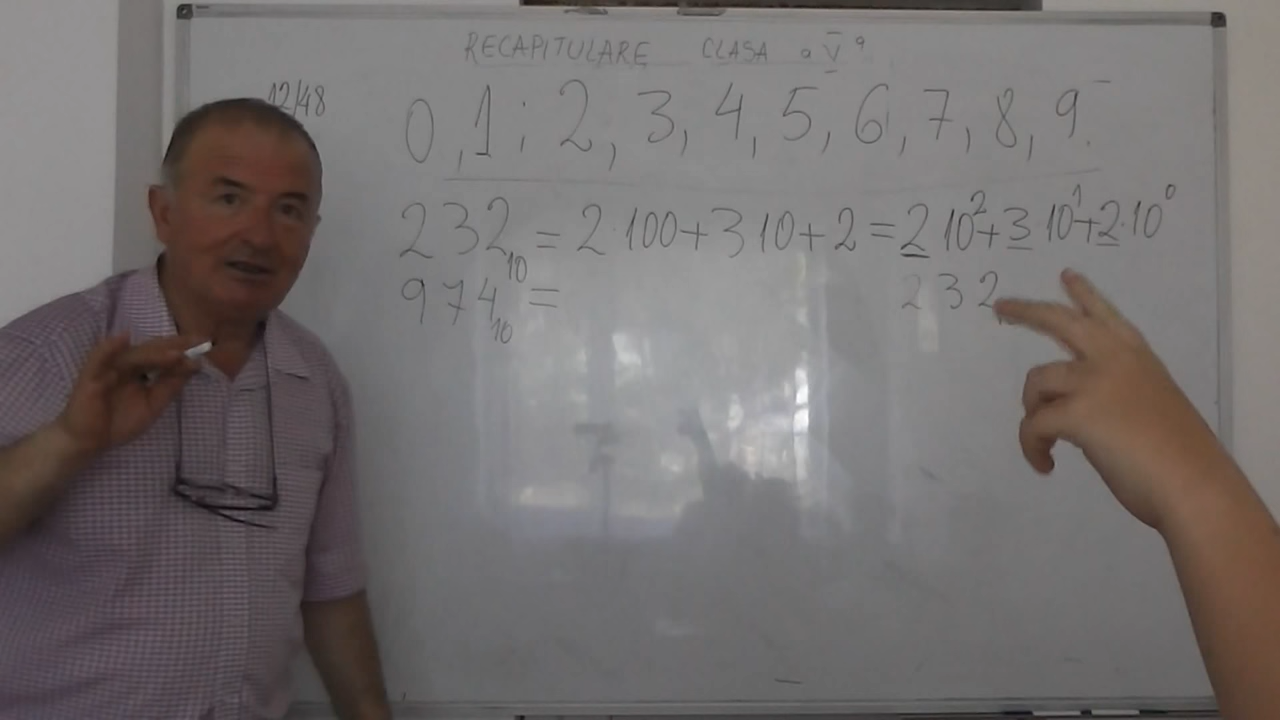 RECAPITULARE CLASA a V a
12/48
0, 1; 2, 3, 4, 5, 6, 7, 8, 9.
232₁₀ = 2·100+3 10+2 = 2 10²+3 10¹+2·10⁰
974₁₀ = 232